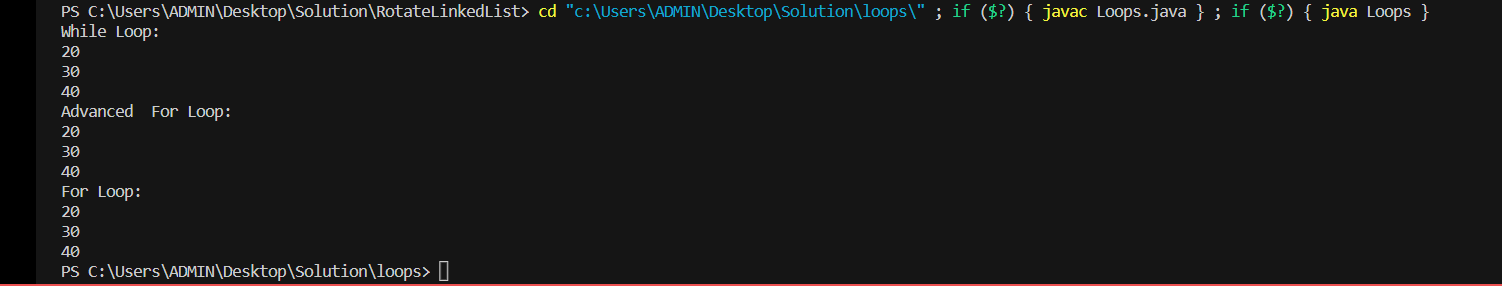 PS C:\Users\ADMIN\Desktop\Solution\RotateLinkedList> cd "c:\Users\ADMIN\Desktop\Solution\loops\" ; if ($?) { javac Loops.java } ; if ($?) { java Loops }
While Loop:
20
30
40
Advanced  For Loop:
20
30
40
For Loop:
20
30
40
PS C:\Users\ADMIN\Desktop\Solution\loops>